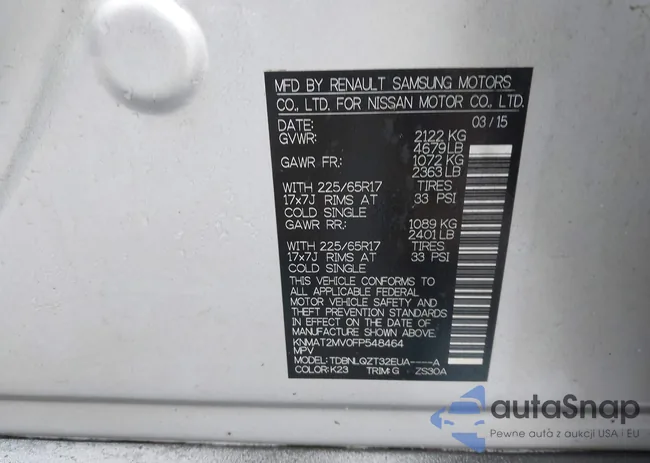 MFD BY RENAULT SAMSUNG MOTORS
CO., LTD. FOR NISSAN MOTOR CO., LTD.
DATE: 03/15
GVWR: 2122 KG
4679 LB
GAWR FR.: 1072 KG
2363 LB
WITH 225/65R17 TIRES
17x7J RIMS AT 33 PSI
COLD SINGLE
GAWR RR.: 1089 KG
2401 LB
WITH 225/65R17 TIRES
17x7J RIMS AT 33 PSI
COLD SINGLE
THIS VEHICLE CONFORMS TO
ALL APPLICABLE FEDERAL
MOTOR VEHICLE SAFETY AND
THEFT PREVENTION STANDARDS
IN EFFECT ON THE DATE OF
MANUFACTURE SHOWN ABOVE.
KNMAT2MV0FP548464
MPV
MODEL: TDBNLQZT32EUA----A
COLOR: K23 TRIM: G ZS30A
autoSnap
Pewne auto z aukcji USA i EU